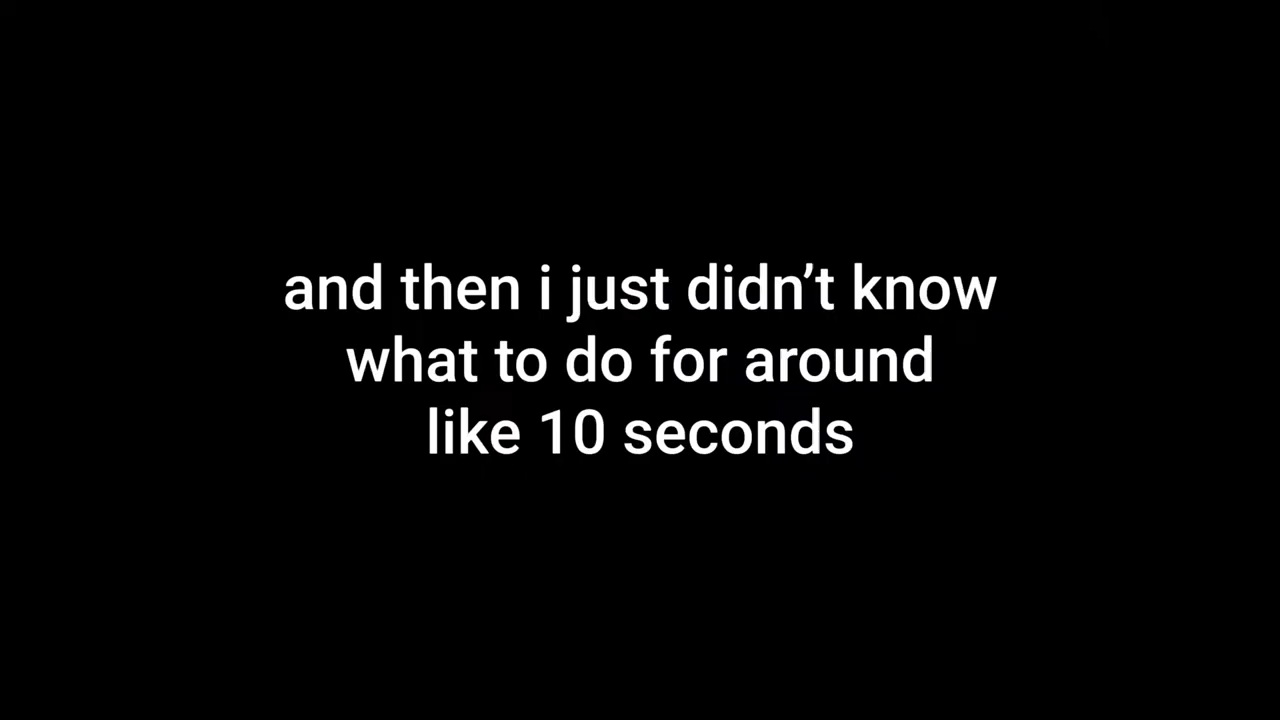 and then i just didn’t know
what to do for around
like 10 seconds